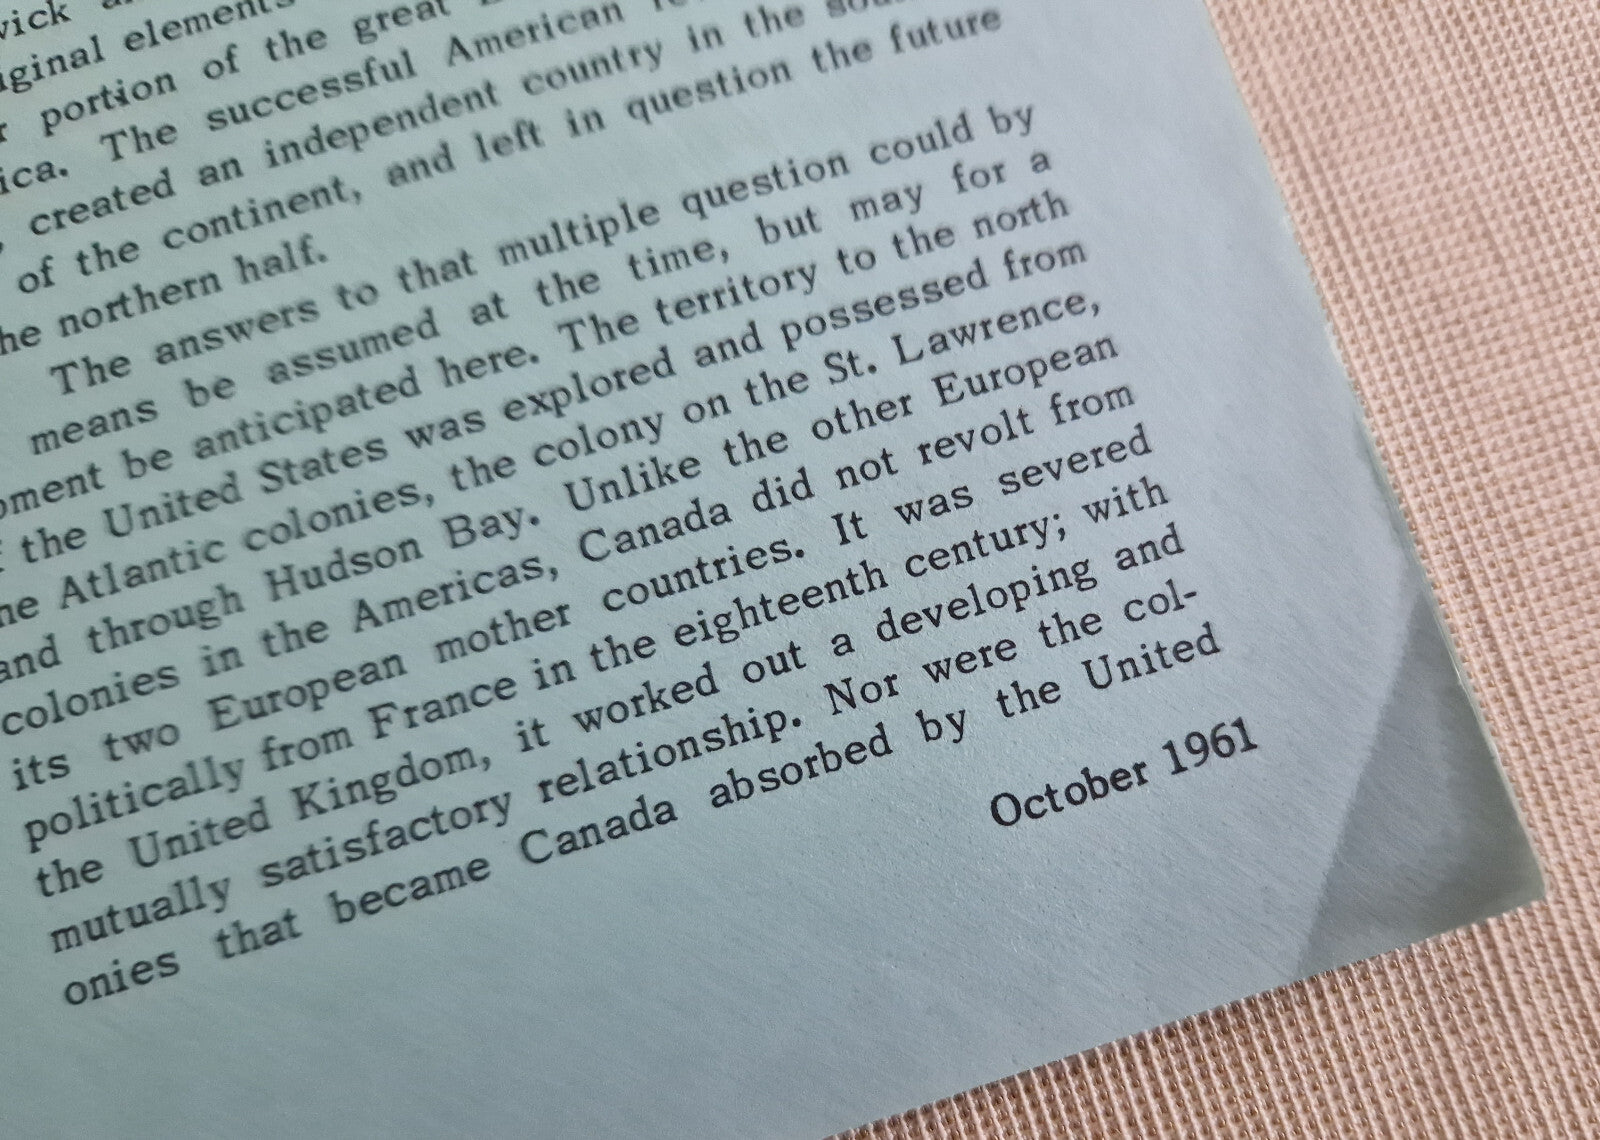 original elements
portion of the great
The successful American
created an independent country in the
of the continent, and left in question the future
northern half.
The answers to that multiple question could by
means be assumed at the time, but may for a
be anticipated here. The territory to the north
the United States was explored and possessed from
Atlantic colonies, the colony on the St. Lawrence,
and through Hudson Bay. Unlike the other European
colonies in the Americas, Canada did not revolt from
its two European mother countries. It was severed
politically from France in the eighteenth century; with
the United Kingdom, it worked out a developing and
mutually satisfactory relationship. Nor were the col-
onies that became Canada absorbed by the United
October 1961